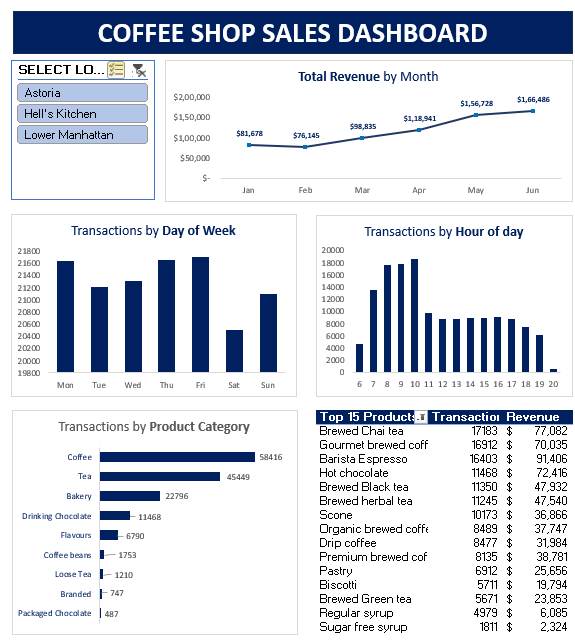 COFFEE SHOP SALES DASHBOARD
SELECT LO...
Astoria
Hell's Kitchen
Lower Manhattan
Total Revenue by Month
$2,00,000
$1,50,000
$1,00,000
$50,000
$-
$81,678
$76,145
$98,835
$1,18,941
$1,56,728
$1,66,486
Jan Feb Mar Apr May Jun
Transactions by Day of Week
21800
21600
21400
21200
21000
20800
20600
20400
20200
20000
19800
Mon Tue Wed Thu Fri Sat Sun
Transactions by Hour of day
20000
18000
16000
14000
12000
10000
8000
6000
4000
2000
0
6 7 8 9 10 11 12 13 14 15 16 17 18 19 20
Transactions by Product Category
Coffee 58416
Tea 45449
Bakery 22796
Drinking Chocolate 11468
Flavours 6790
Coffee beans 1753
Loose Tea 1210
Branded 747
Packaged Chocolate 487
Top 15 Products Transactior Revenue
Brewed Chai tea 17183 $ 77,082
Gourmet brewed coff 16912 $ 70,035
Barista Espresso 16403 $ 91,406
Hot chocolate 11468 $ 72,416
Brewed Black tea 11350 $ 47,932
Brewed herbal tea 11245 $ 47,540
Scone 10173 $ 36,866
Organic brewed coffe 8489 $ 37,747
Drip coffee 8477 $ 31,984
Premium brewed cof 8135 $ 38,781
Pastry 6912 $ 25,656
Biscotti 5711 $ 19,794
Brewed Green tea 5671 $ 23,853
Regular syrup 4979 $ 6,085
Sugar free syrup 1811 $ 2,324